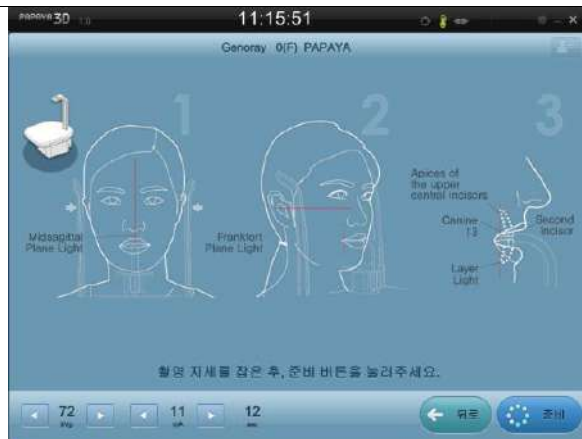 PAPAYA 3D 1.0
11:15:51
Genoray 0(F) PAPAYA
1
2
3
Midsagittal
Plane Light
Frankfort
Plane Light
Apices of
the upper
central incisors
Canine
13
Second
Incisor
Layer
Light
촬영 자세를 잡은 후, 준비 버튼을 눌러주세요.
72
11
12
뒤로
준비